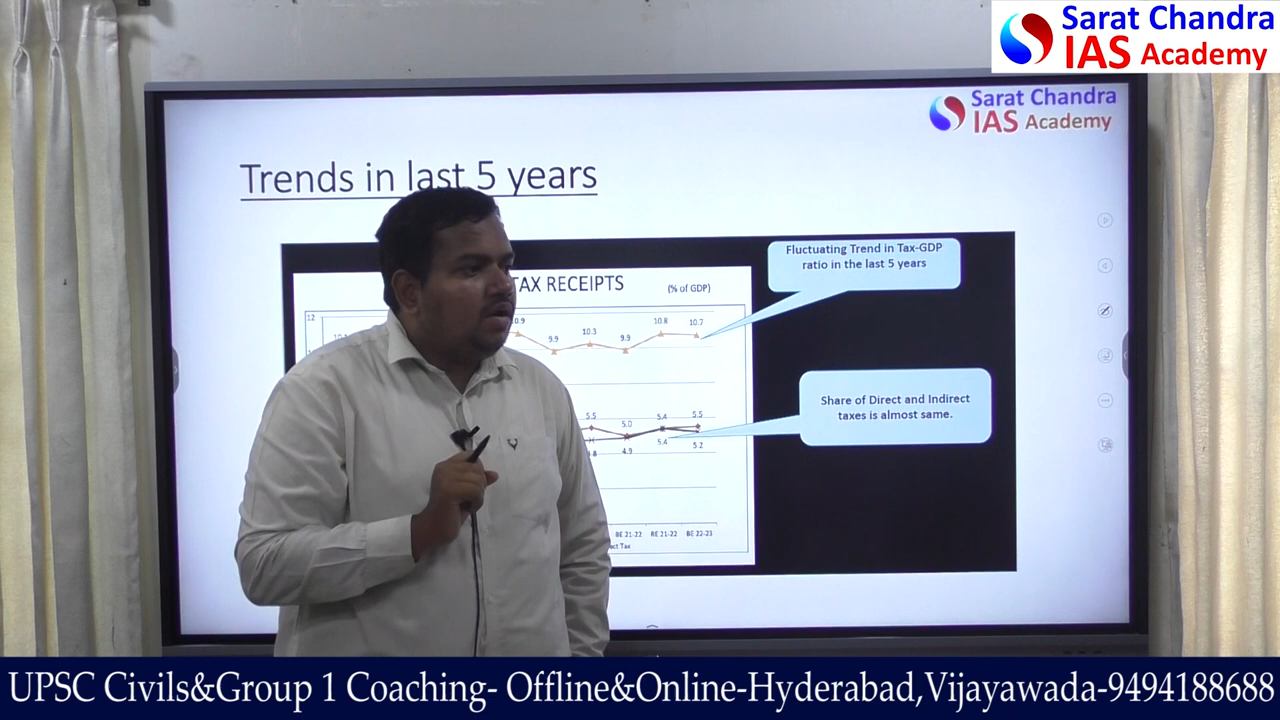 Sarat Chandra
IAS Academy
Sarat Chandra
IAS Academy
Trends in last 5 years
Fluctuating Trend in Tax-GDP
ratio in the last 5 years
TAX RECEIPTS
(% of GDP)
12
10.8
10.7
10.3
9.9
9.9
Share of Direct and Indirect
taxes is almost same.
5.5
5.0
5.4
5.5
4.9
5.4
5.2
BE 21-22
RE 21-22
BE 22-23
Tax
UPSC Civils&Group 1 Coaching- Offline&Online-Hyderabad,Vijayawada-9494188688